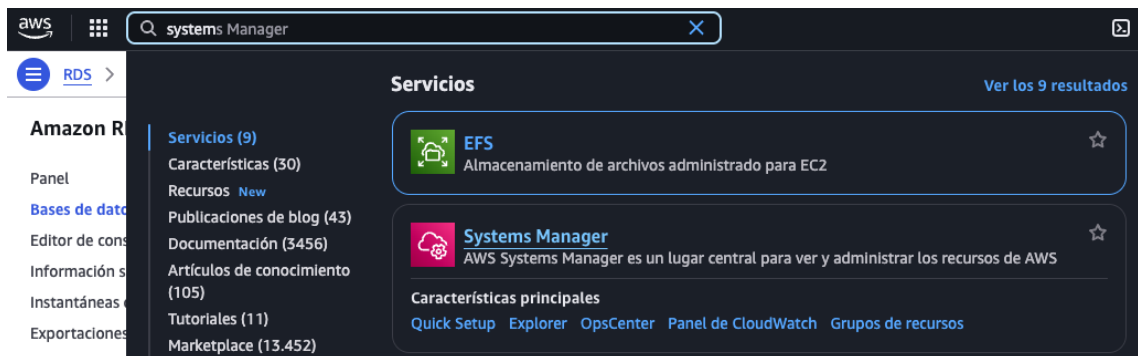 aws
systems Manager
RDS
Amazon R
Panel
Bases de dato
Editor de cons
Información s
Instantáneas
Exportaciones
Servicios (9)
Características (30)
Recursos New
Publicaciones de blog (43)
Documentación (3456)
Artículos de conocimiento
(105)
Tutoriales (11)
Marketplace (13.452)
Servicios
Ver los 9 resultados
EFS
Almacenamiento de archivos administrado para EC2
Systems Manager
AWS Systems Manager es un lugar central para ver y administrar los recursos de AWS
Características principales
Quick Setup Explorer OpsCenter Panel de CloudWatch Grupos de recursos